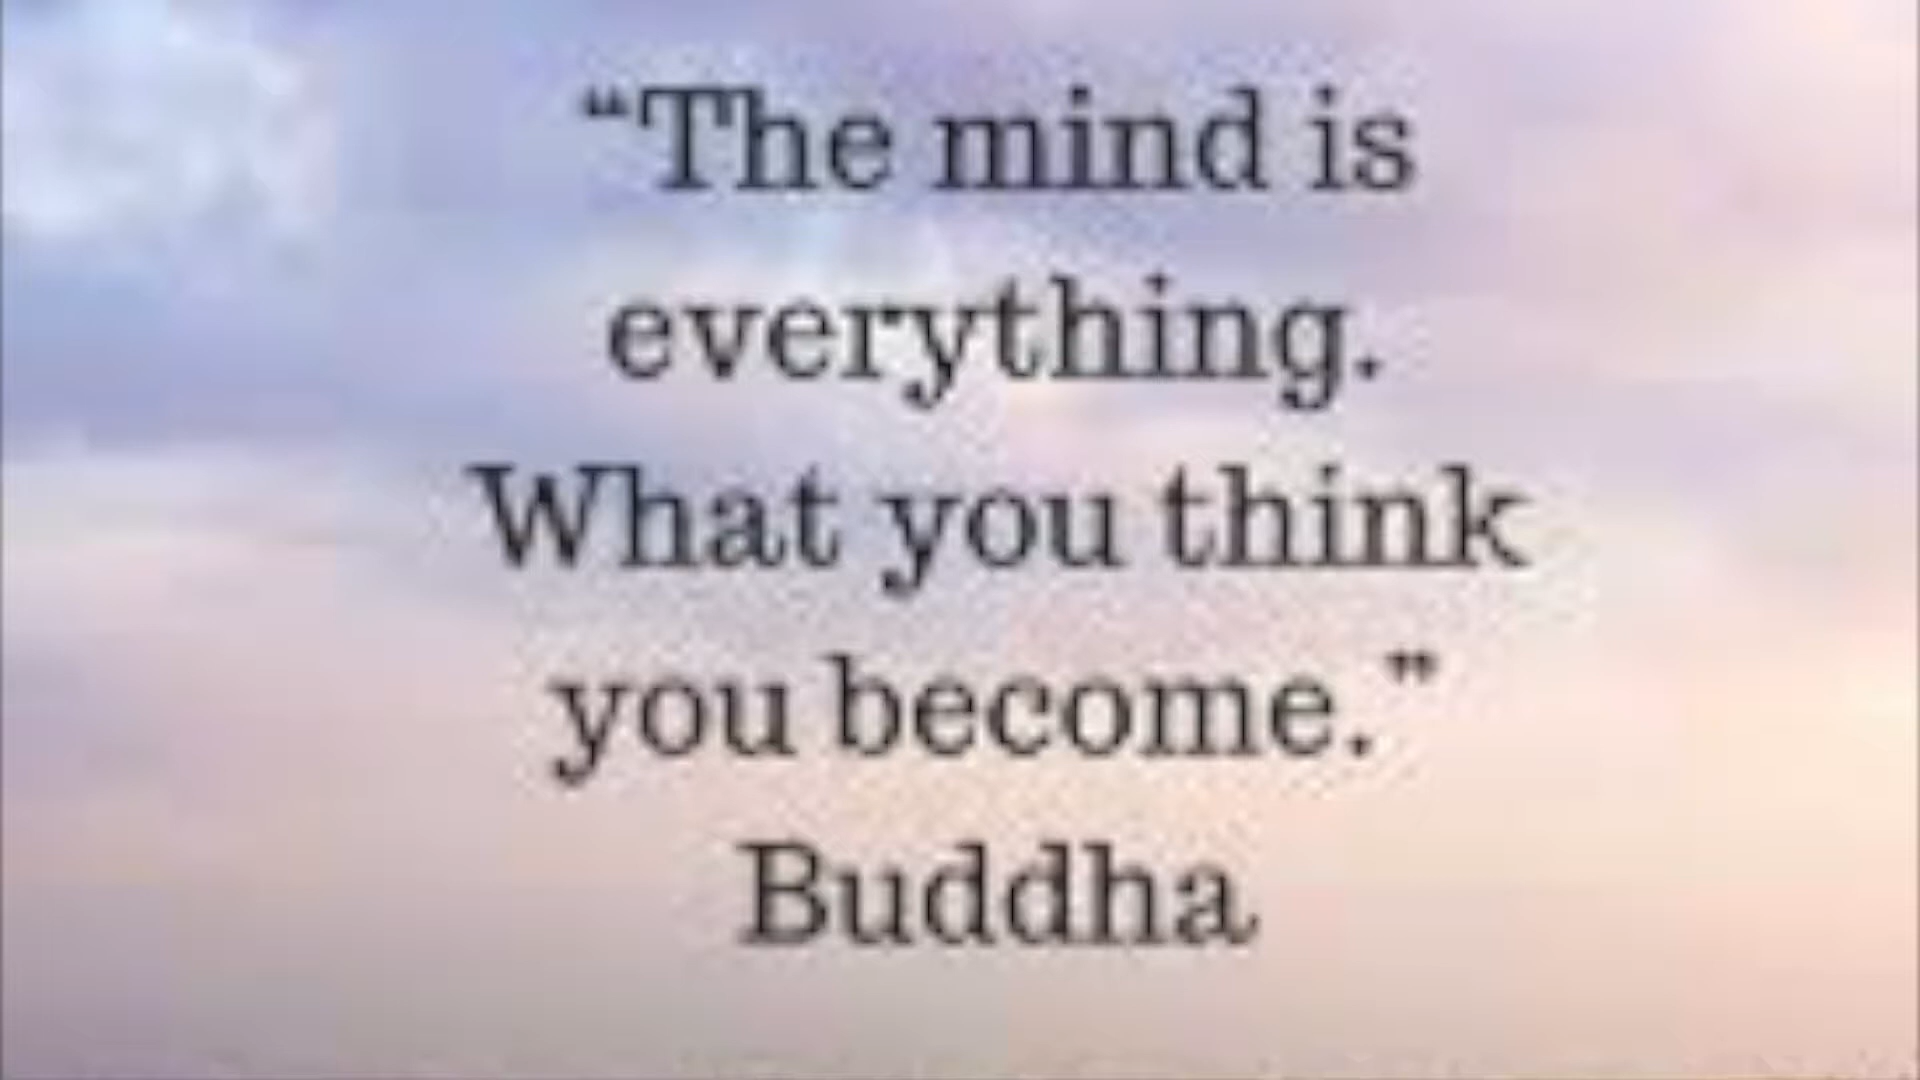 “The mind is
everything.
What you think
you become.”
Buddha